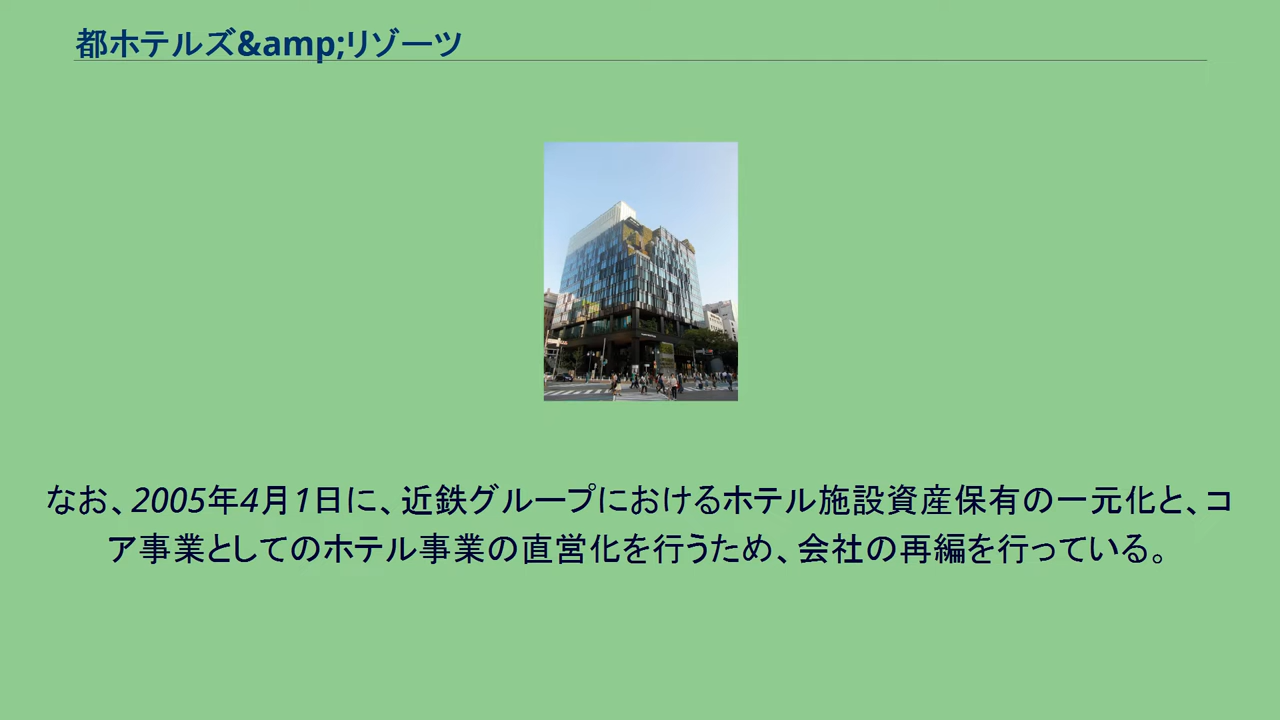 都ホテルズ&amp;リゾーツ
なお、2005年4月1日に、近鉄グループにおけるホテル施設資産保有の一元化と、コ
ア事業としてのホテル事業の直営化を行うため、会社の再編を行っている。